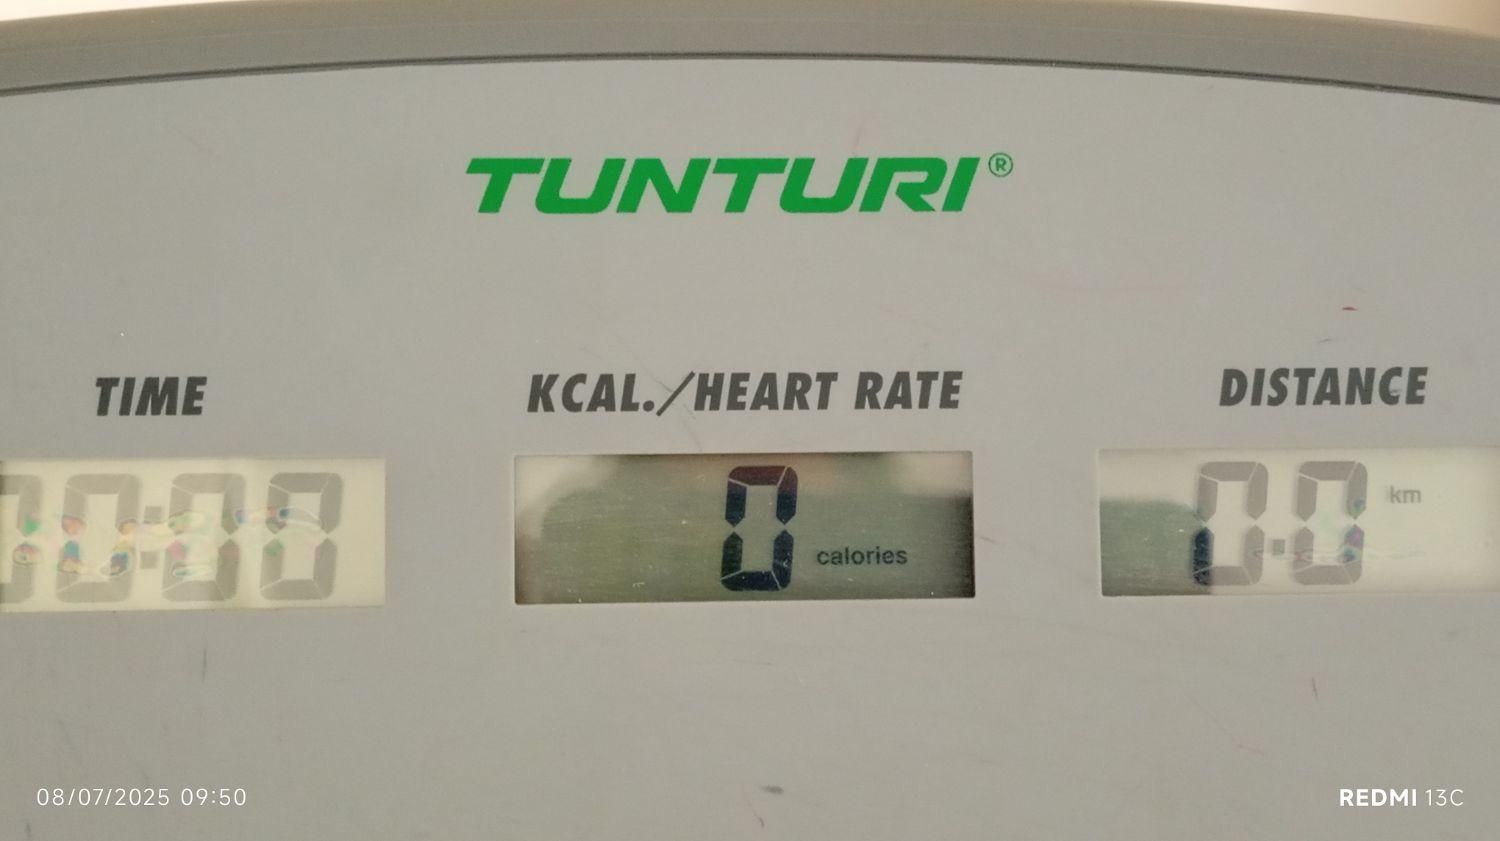 TUNTURI®
TIME KCAL./HEART RATE DISTANCE
00:00 0 calories 0.0 km
08/07/2025 09:50 REDMI 13C